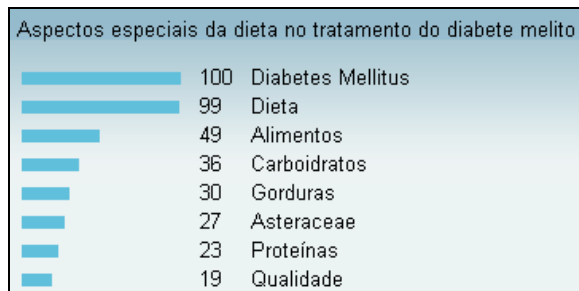 Aspectos especiais da dieta no tratamento do diabete melito
100 Diabetes Mellitus
99 Dieta
49 Alimentos
36 Carboidratos
30 Gorduras
27 Asteraceae
23 Proteínas
19 Qualidade